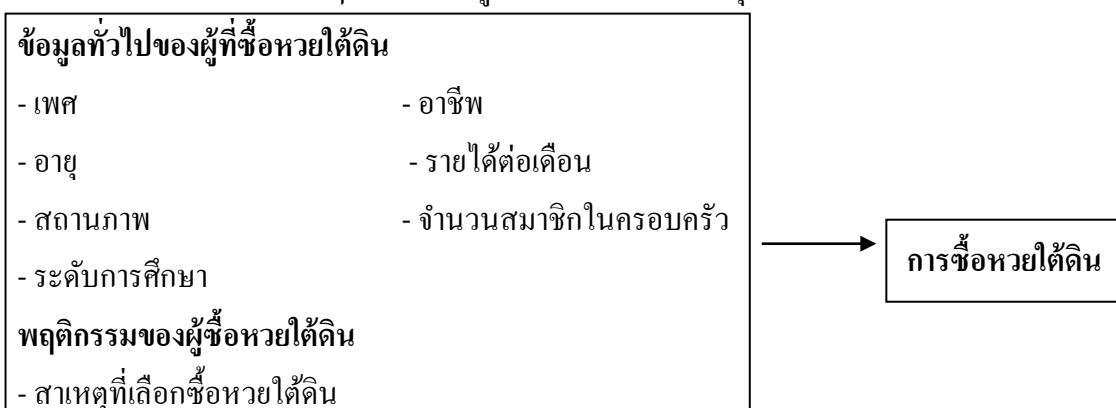 ข้อมูลทั่วไปของผู้ที่ซื้อหวยใต้ดิน
- เพศ - อาชีพ
- อายุ - รายได้ต่อเดือน
- สถานภาพ - จำนวนสมาชิกในครอบครัว
- ระดับการศึกษา
พฤติกรรมของผู้ซื้อหวยใต้ดิน
- สาเหตุที่เลือกซื้อหวยใต้ดิน
การซื้อหวยใต้ดิน